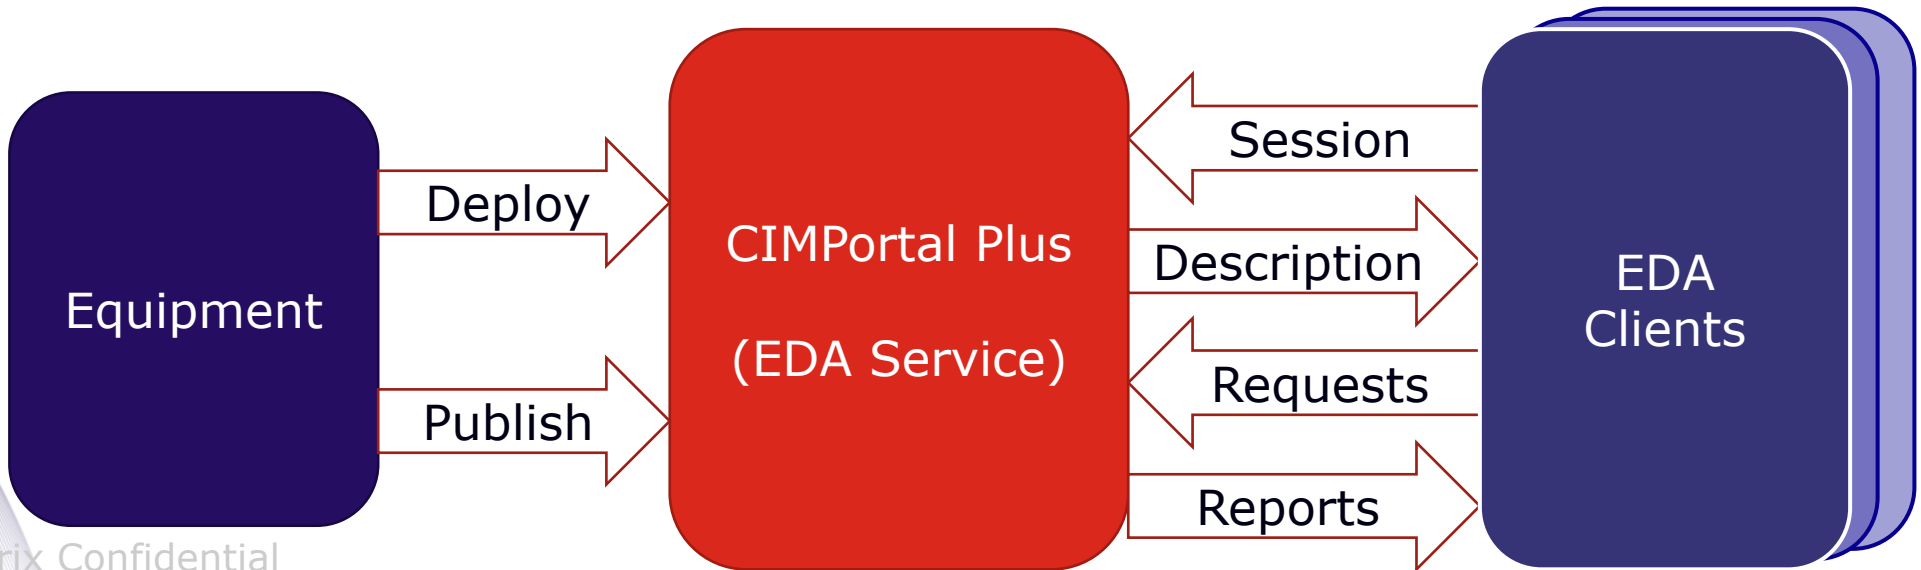 Equipment
Deploy
Publish
CIMPortal Plus
(EDA Service)
Session
Description
Requests
Reports
EDA
Clients
Confidential